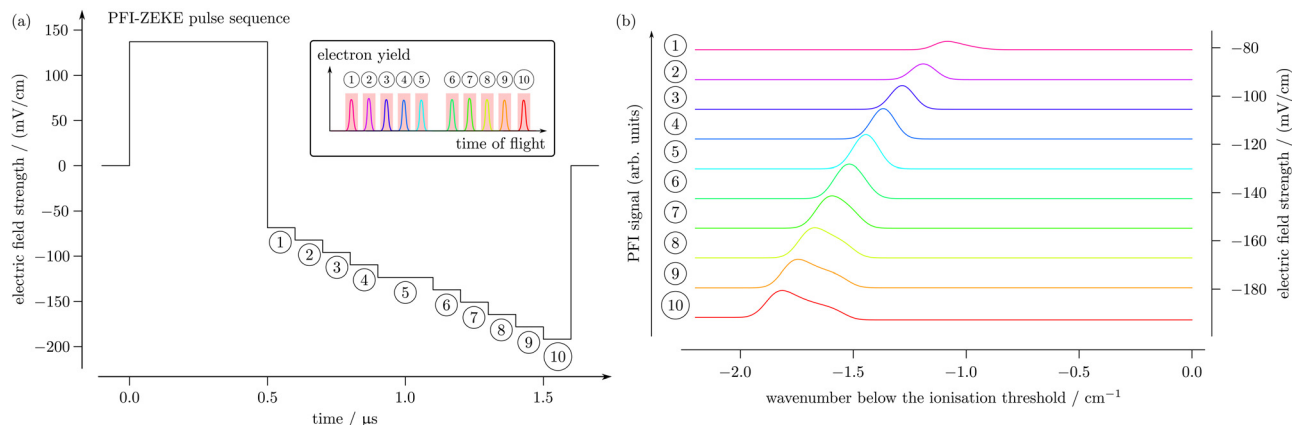 (a)
PFI-ZEKE pulse sequence
electric field strength / (mV/cm)
150
100
50
0
−50
−100
−150
−200
electron yield
① ② ③ ④ ⑤ ⑥ ⑦ ⑧ ⑨ ⑩
time of flight
①
②
③
④
⑤
⑥
⑦
⑧
⑨
⑩
0.0 0.5 1.0 1.5
time / μs
(b)
PFI signal (arb. units)
①
②
③
④
⑤
⑥
⑦
⑧
⑨
⑩
−80
−100
−120
−140
−160
−180
electric field strength / (mV/cm)
−2.0 −1.5 −1.0 −0.5 0.0
wavenumber below the ionisation threshold / cm⁻¹